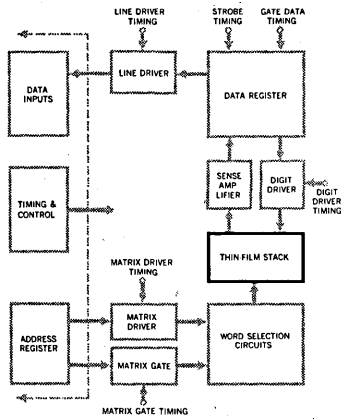 LINE DRIVER
TIMING
STROBE
TIMING
GATE DATA
TIMING
DATA
INPUTS
LINE DRIVER
DATA REGISTER
TIMING &
CONTROL
SENSE
AMP
LIFIER
DIGIT
DRIVER
DIGIT
DRIVER
TIMING
THIN-FILM STACK
MATRIX DRIVER
TIMING
ADDRESS
REGISTER
MATRIX
DRIVER
MATRIX GATE
WORD SELECTION
CIRCUITS
MATRIX GATE TIMING